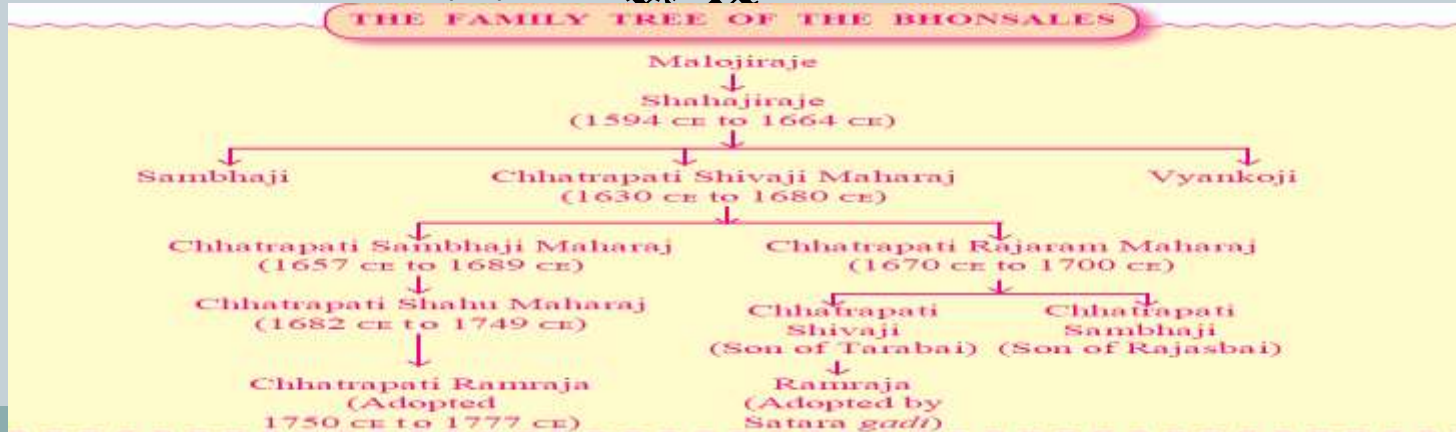 THE FAMILY TREE OF THE BHONSALES
Malojiraje
Shahajiraje
(1594 CE to 1664 CE)
Sambhaji
Chhatrapati Shivaji Maharaj
(1630 CE to 1680 CE)
Vyankoji
Chhatrapati Sambhaji Maharaj
(1657 CE to 1689 CE)
Chhatrapati Rajaram Maharaj
(1670 CE to 1700 CE)
Chhatrapati Shahu Maharaj
(1682 CE to 1749 CE)
Chhatrapati
Shivaji
(Son of Tarabai)
Chhatrapati
Sambhaji
(Son of Rajasbai)
Chhatrapati Ramraja
(Adopted
1750 CE to 1777 CE)
Ramraja
(Adopted by
Satara gadi)